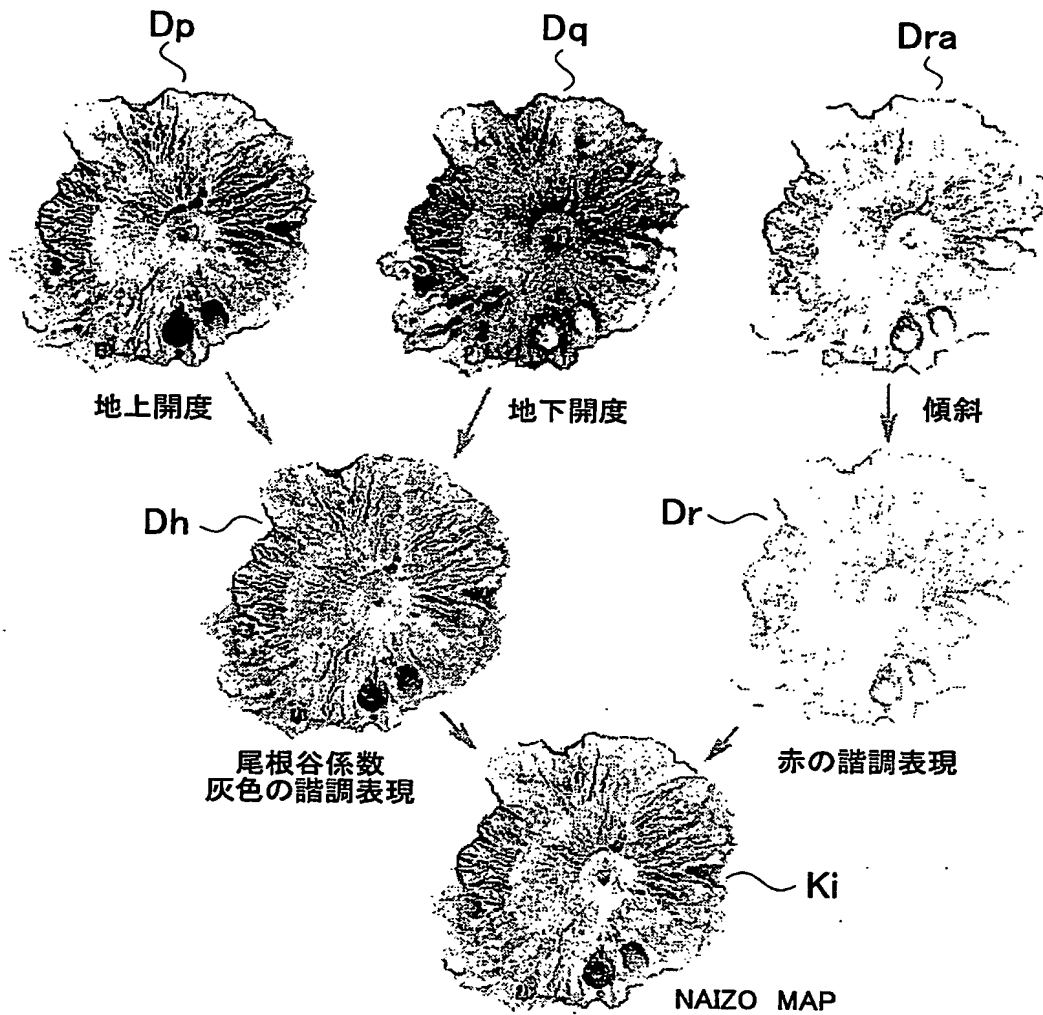 Dp
Dq
Dra
地上開度
地下開度
傾斜
Dh
Dr
尾根谷係数
灰色の諧調表現
赤の諧調表現
Ki
NAIZO MAP